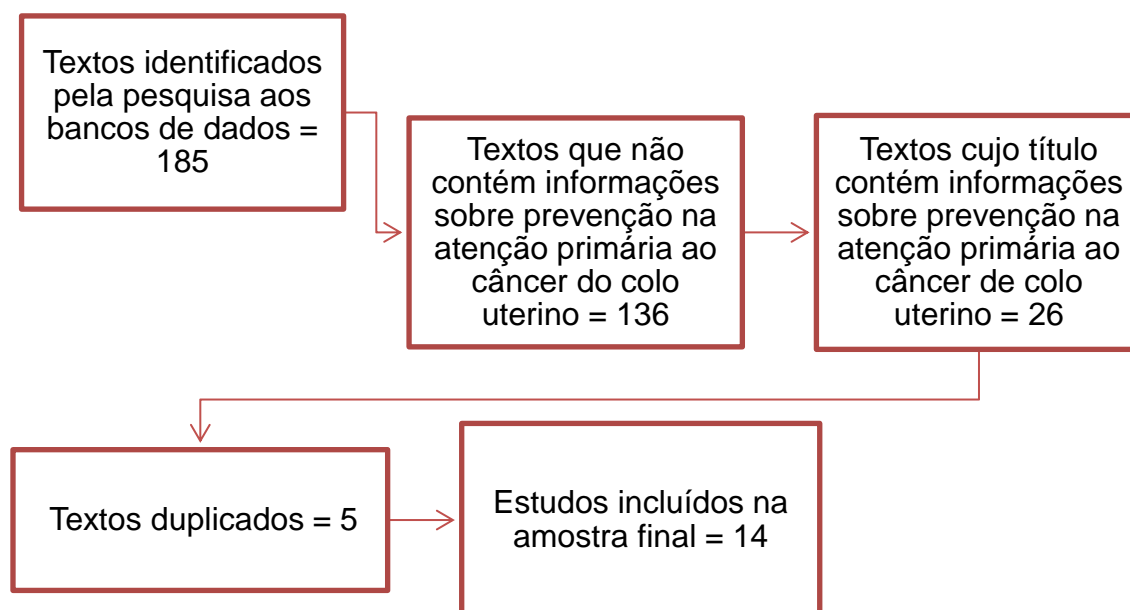 Textos identificados
pela pesquisa aos
bancos de dados =
185
Textos que não
contém informações
sobre prevenção na
atenção primária ao
câncer do colo
uterino = 136
Textos cujo título
contém informações
sobre prevenção na
atenção primária ao
câncer de colo
uterino = 26
Textos duplicados = 5
Estudos incluídos na
amostra final = 14